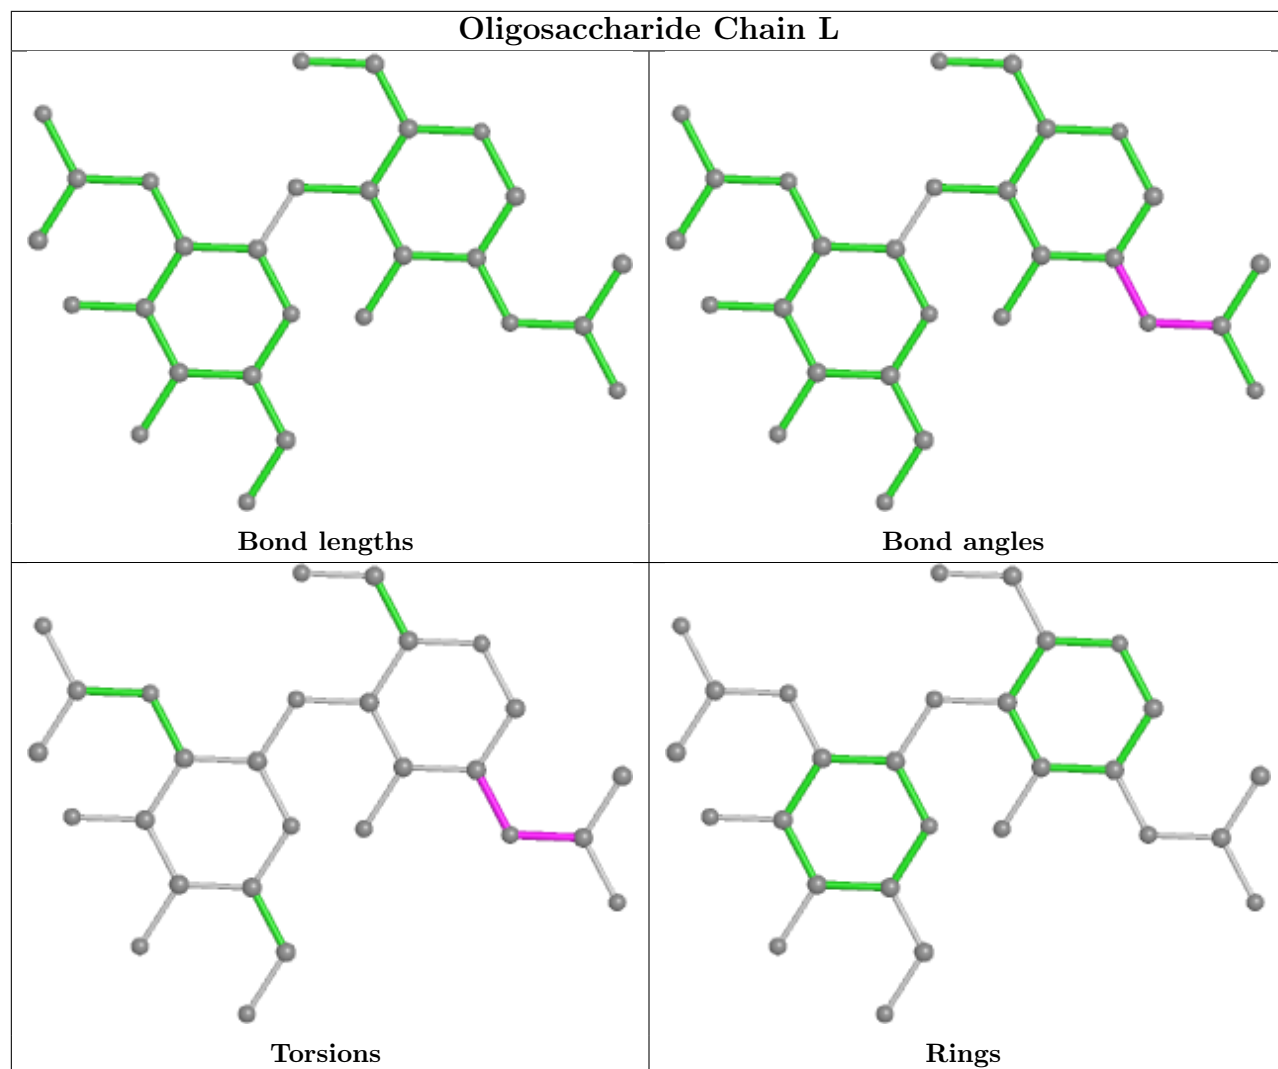 Oligosaccharide Chain L
Bond lengths
Bond angles
Torsions
Rings